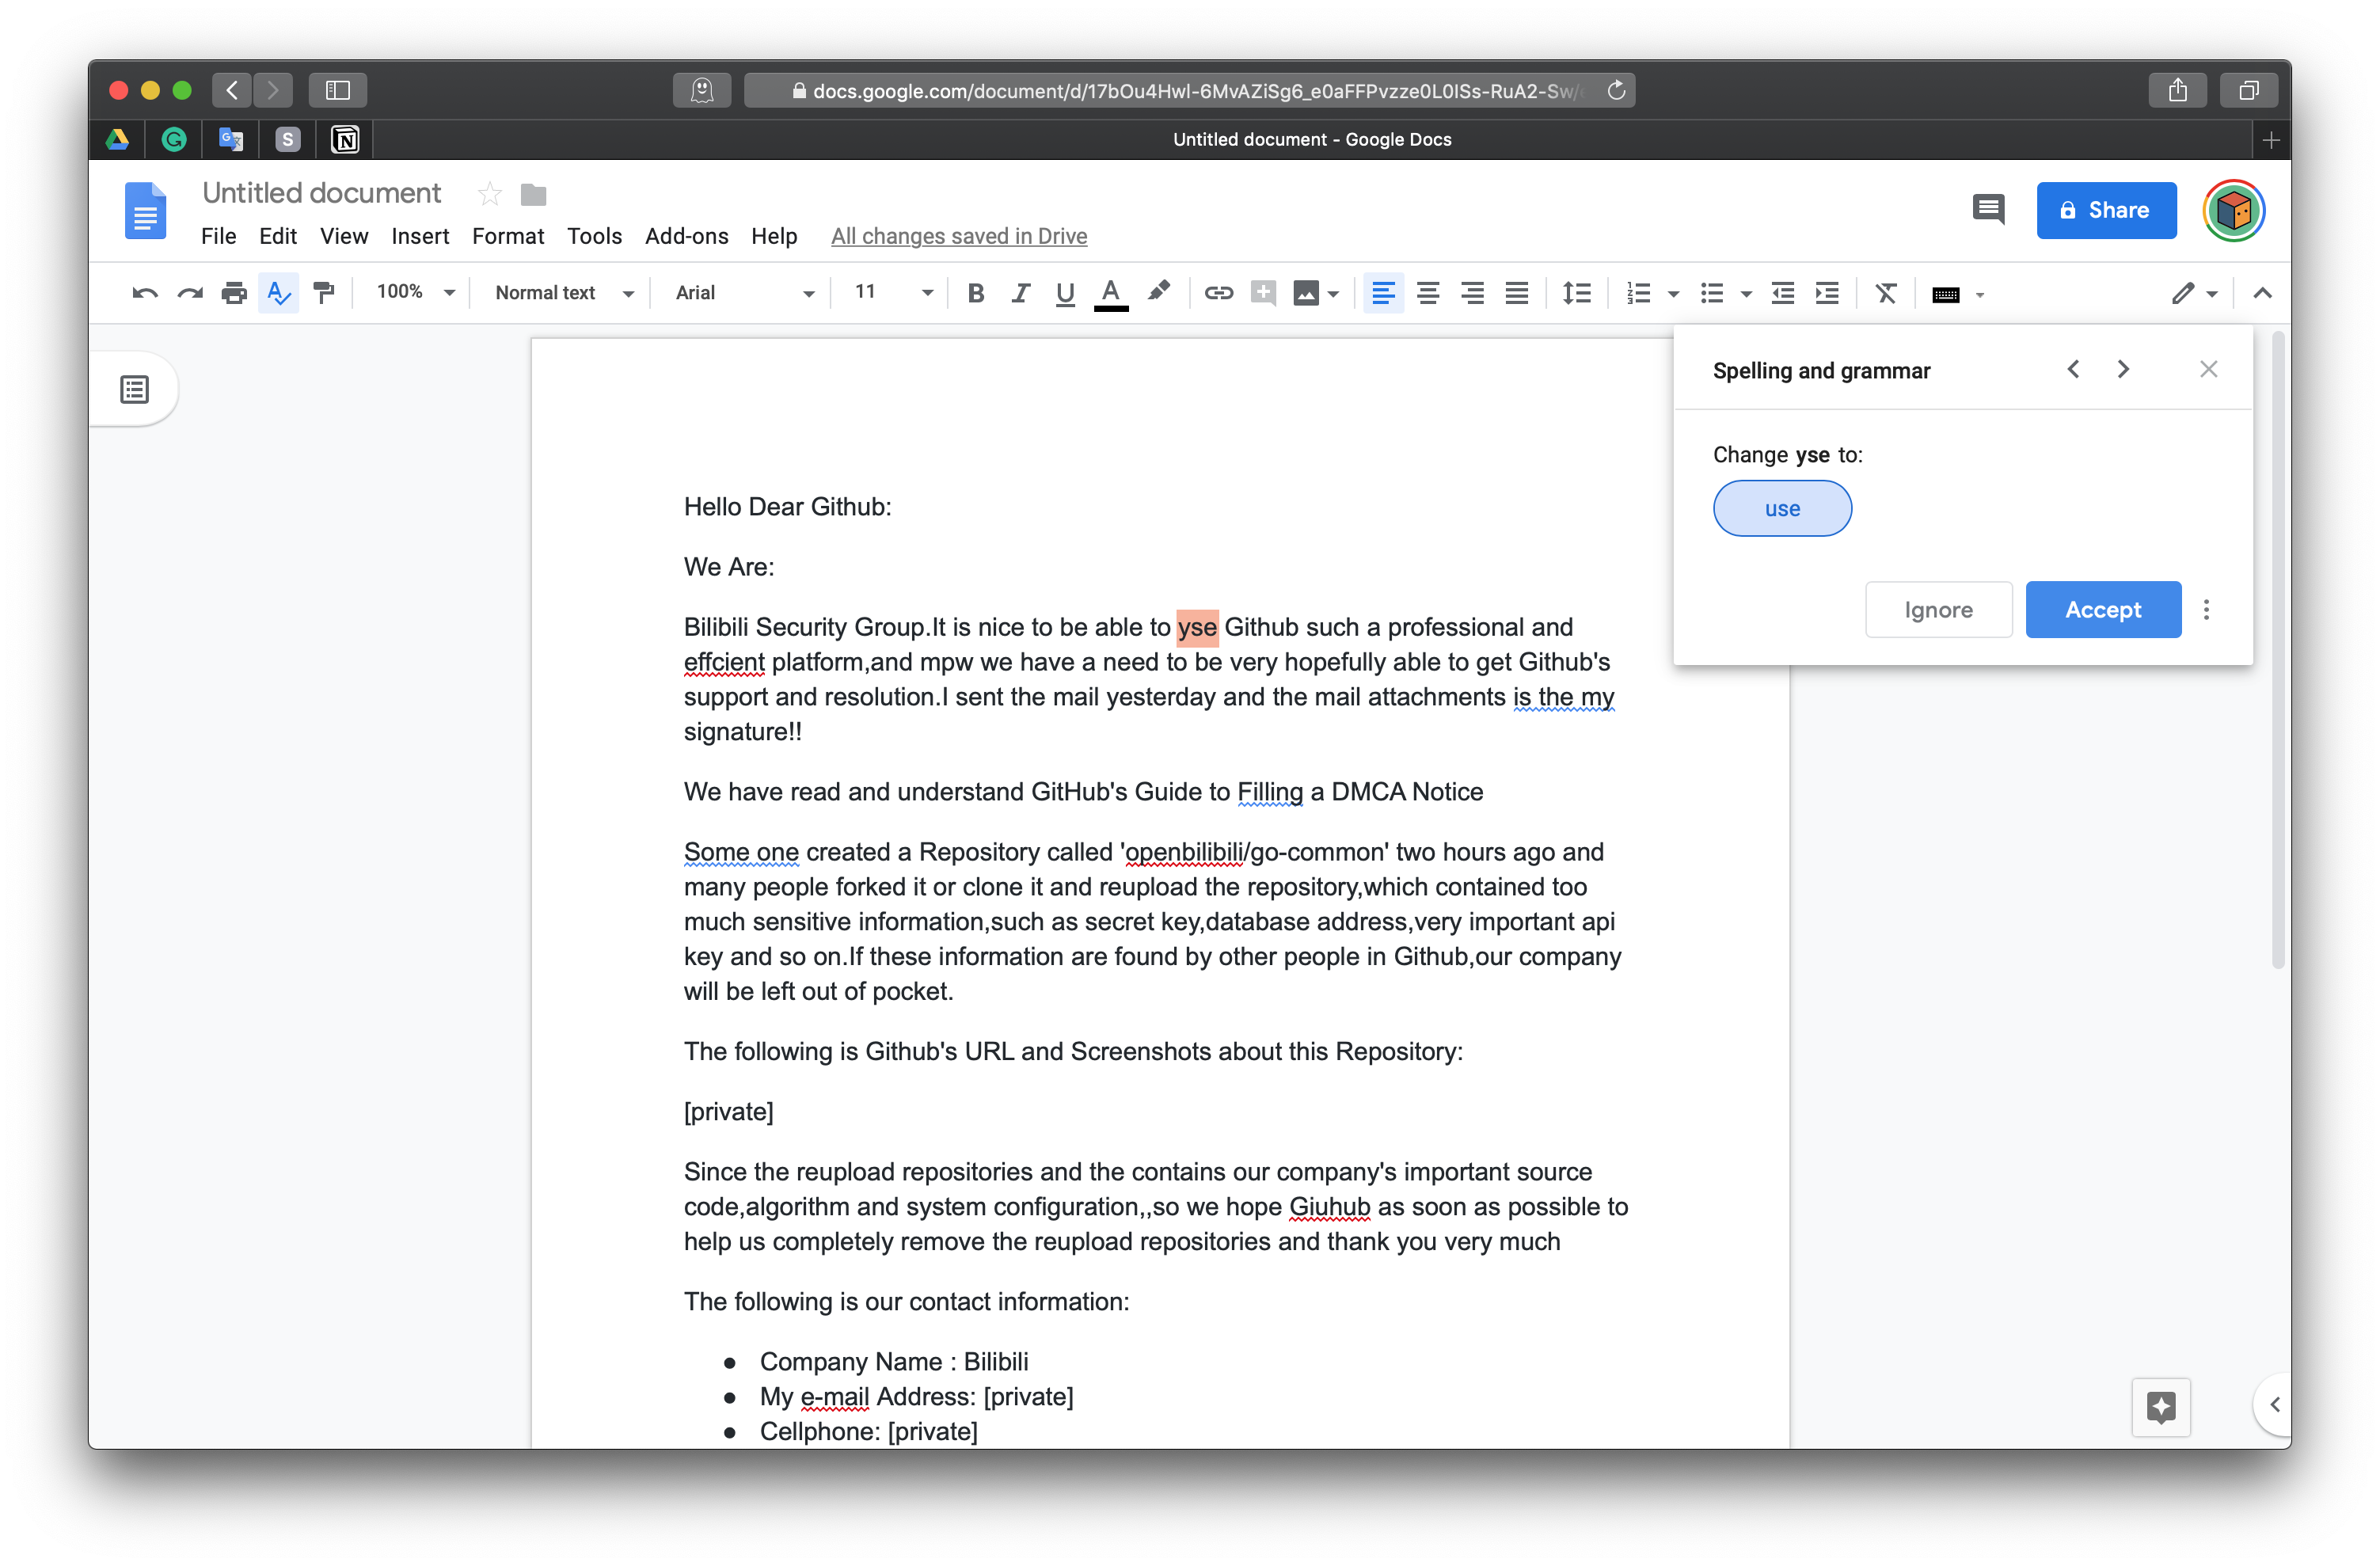 docs.google.com/document/d/17bOu4Hwl-6MvAZiSg6_e0aFFPvzze0L0ISs-RuA2-Sw/
Untitled document - Google Docs
Untitled document
Share
File Edit View Insert Format Tools Add-ons Help All changes saved in Drive
100% Normal text Arial 11
Spelling and grammar
Change yse to:
use
Ignore Accept
Hello Dear Github:
We Are:
Bilibili Security Group.It is nice to be able to yse Github such a professional and
effcient platform,and mpw we have a need to be very hopefully able to get Github's
support and resolution.I sent the mail yesterday and the mail attachments is the my
signature!!
We have read and understand GitHub's Guide to Filling a DMCA Notice
Some one created a Repository called 'openbilibili/go-common' two hours ago and
many people forked it or clone it and reupload the repository,which contained too
much sensitive information,such as secret key,database address,very important api
key and so on.If these information are found by other people in Github,our company
will be left out of pocket.
The following is Github's URL and Screenshots about this Repository:
[private]
Since the reupload repositories and the contains our company's important source
code,algorithm and system configuration,,so we hope Giuhub as soon as possible to
help us completely remove the reupload repositories and thank you very much
The following is our contact information:
● Company Name : Bilibili
● My e-mail Address: [private]
● Cellphone: [private]